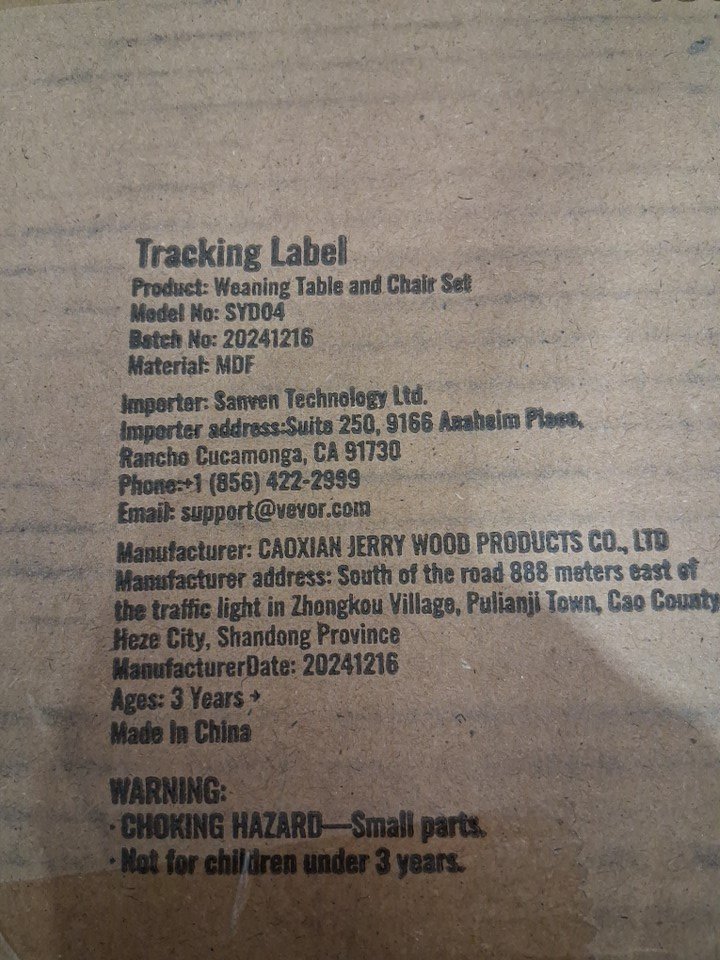 Tracking Label
Product: Weaning Table and Chair Set
Model No: SYD04
Batch No: 20241216
Material: MDF
Importer: Sanven Technology Ltd.
Importer address:Suite 250, 9166 Anaheim Place,
Rancho Cucamonga, CA 91730
Phone:+1 (856) 422-2999
Email: support@vevor.com
Manufacturer: CAOXIAN JERRY WOOD PRODUCTS CO., LTD
Manufacturer address: South of the road 888 meters east of
the traffic light in Zhongkou Village, Pulianji Town, Cao County
Heze City, Shandong Province
ManufacturerDate: 20241216
Ages: 3 Years +
Made In China
WARNING:
· CHOKING HAZARD—Small parts.
· Not for children under 3 years.